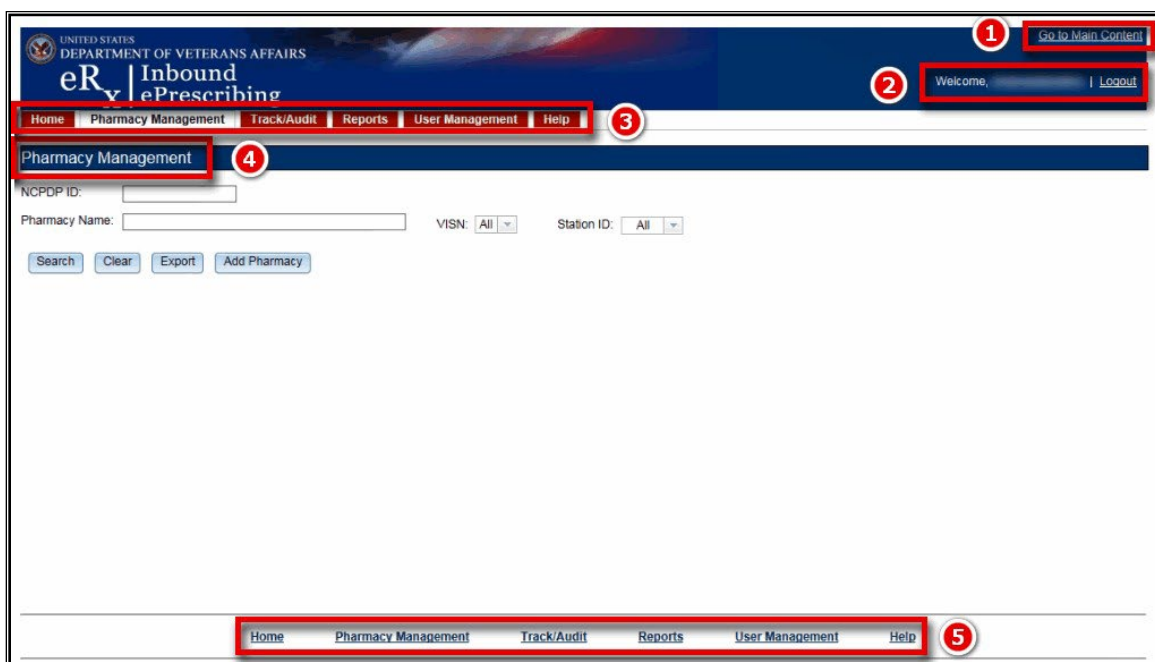 UNITED STATES
DEPARTMENT OF VETERANS AFFAIRS
eRx Inbound
ePrescribing
1 Go to Main Content
2 Welcome, | Logout
Home Pharmacy Management Track/Audit Reports User Management Help 3
Pharmacy Management 4
NCPDP ID:
Pharmacy Name: VISN: All Station ID: All
Search Clear Export Add Pharmacy
Home Pharmacy Management Track/Audit Reports User Management Help 5